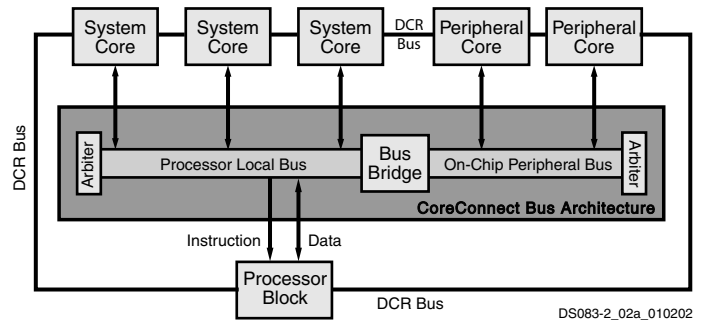 System
Core
System
Core
System
Core
DCR
Bus
Peripheral
Core
Peripheral
Core
DCR Bus
Arbiter
Processor Local Bus
Bus
Bridge
On-Chip Peripheral Bus
Arbiter
CoreConnect Bus Architecture
Instruction
Data
Processor
Block
DCR Bus
DS083-2_02a_010202